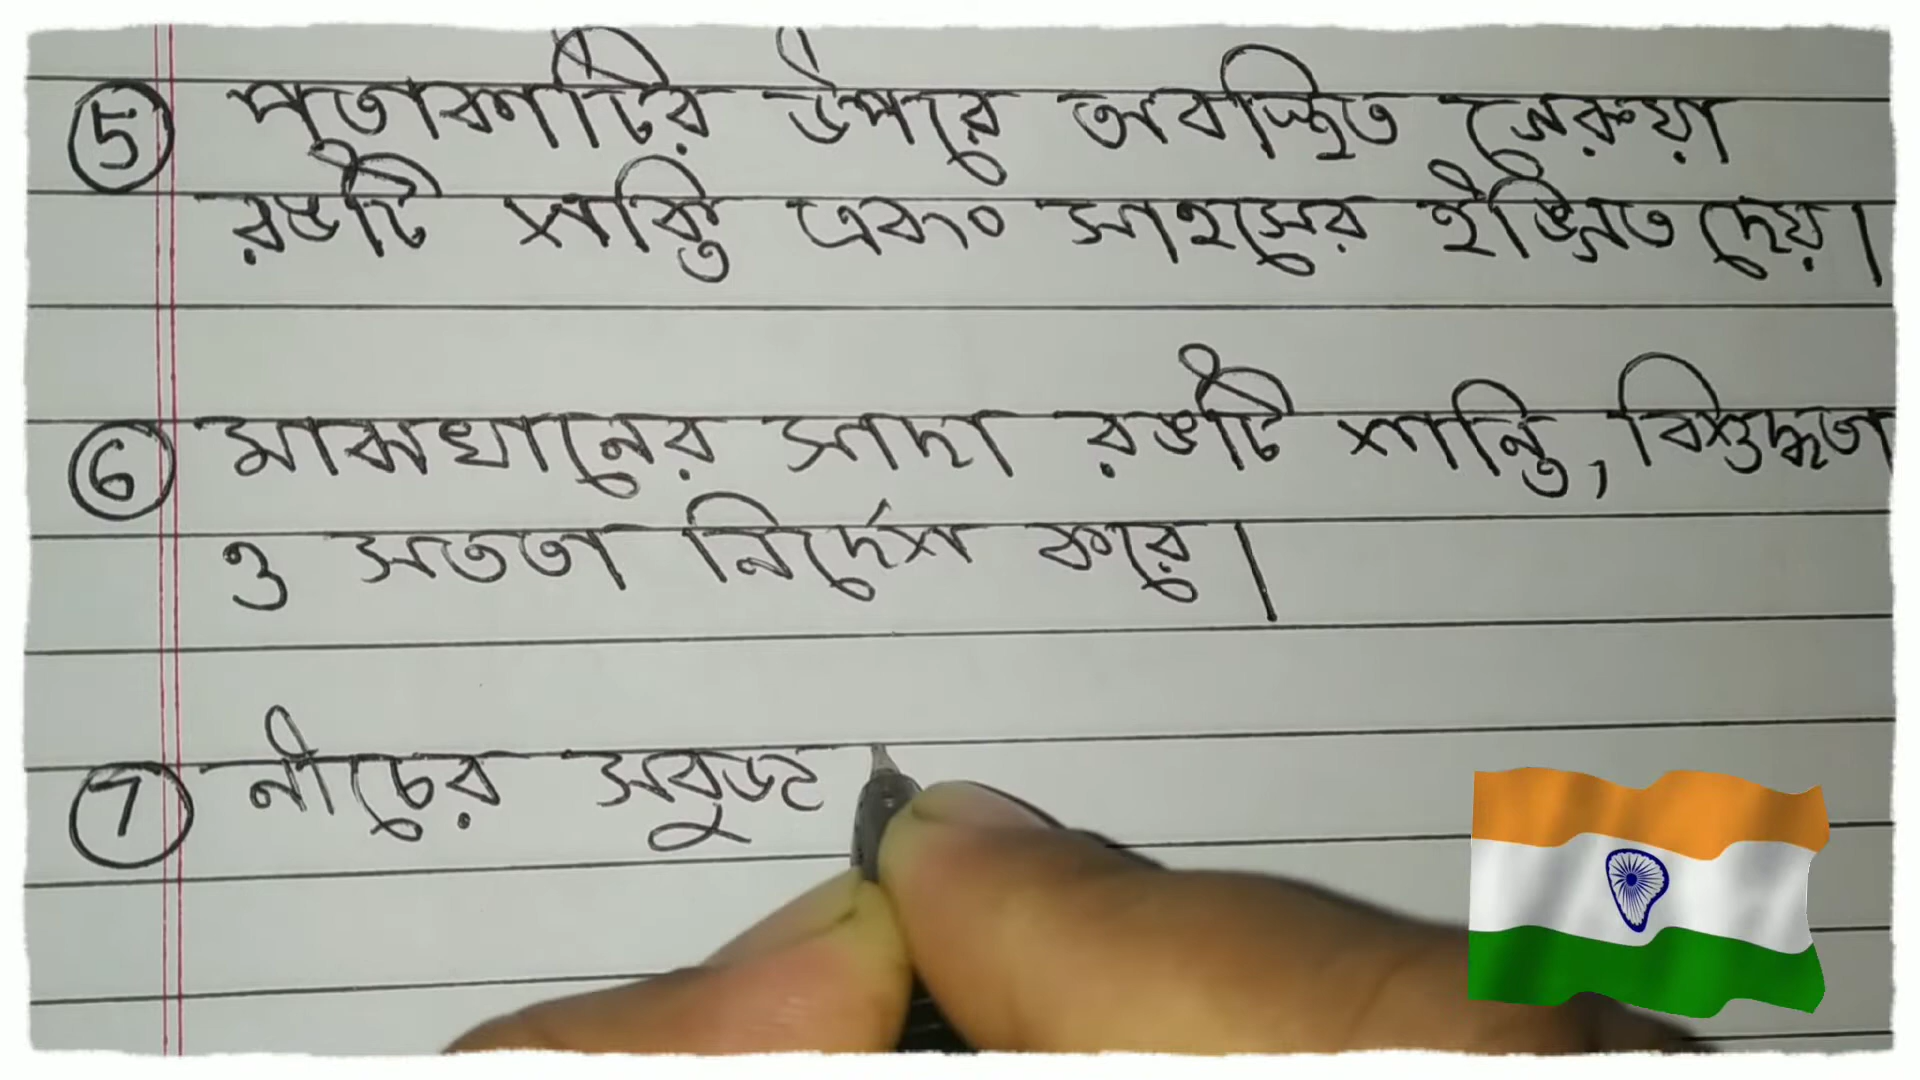 5 পতাকাটির উপরে অবস্থিত গেরুয়া
রঙটি শক্তি এবং সাহসের ইঙ্গিত দেয়।
6 মাঝখানের সাদা রঙটি শান্তি, বিশুদ্ধতা
ও সততা নির্দেশ করে।
7 নীচের সবুজ